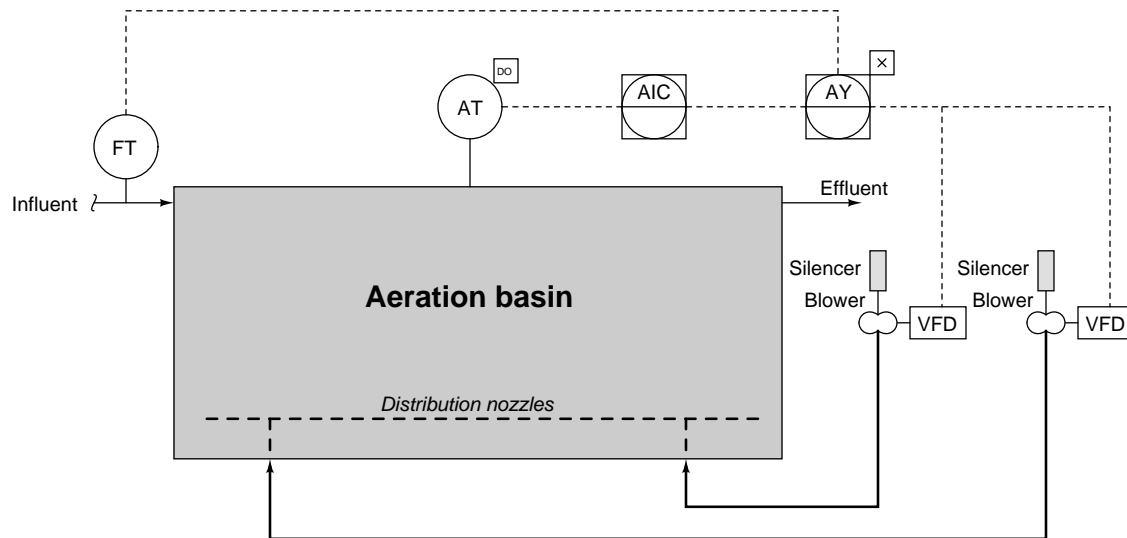 DO
×
AT
AIC
AY
FT
Influent
Effluent
Silencer
Silencer
Aeration basin
Blower
Blower
VFD
VFD
Distribution nozzles